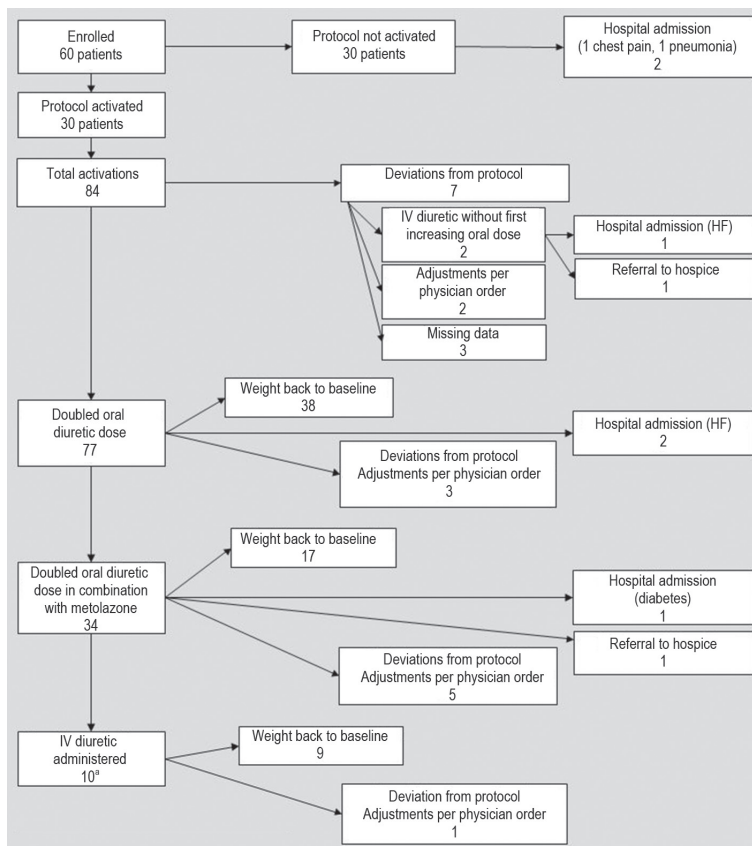 Enrolled
60 patients
Protocol not activated
30 patients
Hospital admission
(1 chest pain, 1 pneumonia)
2
Protocol activated
30 patients
Total activations
84
Deviations from protocol
7
IV diuretic without first
increasing oral dose
2
Hospital admission (HF)
1
Referral to hospice
1
Adjustments per
physician order
2
Missing data
3
Weight back to baseline
38
Doubled oral
diuretic dose
77
Hospital admission (HF)
2
Deviations from protocol
Adjustments per physician order
3
Weight back to baseline
17
Doubled oral diuretic
dose in combination
with metolazone
34
Hospital admission
(diabetes)
1
Referral to hospice
1
Deviations from protocol
Adjustments per physician order
5
IV diuretic
administered
10ª
Weight back to baseline
9
Deviation from protocol
Adjustments per physician order
1